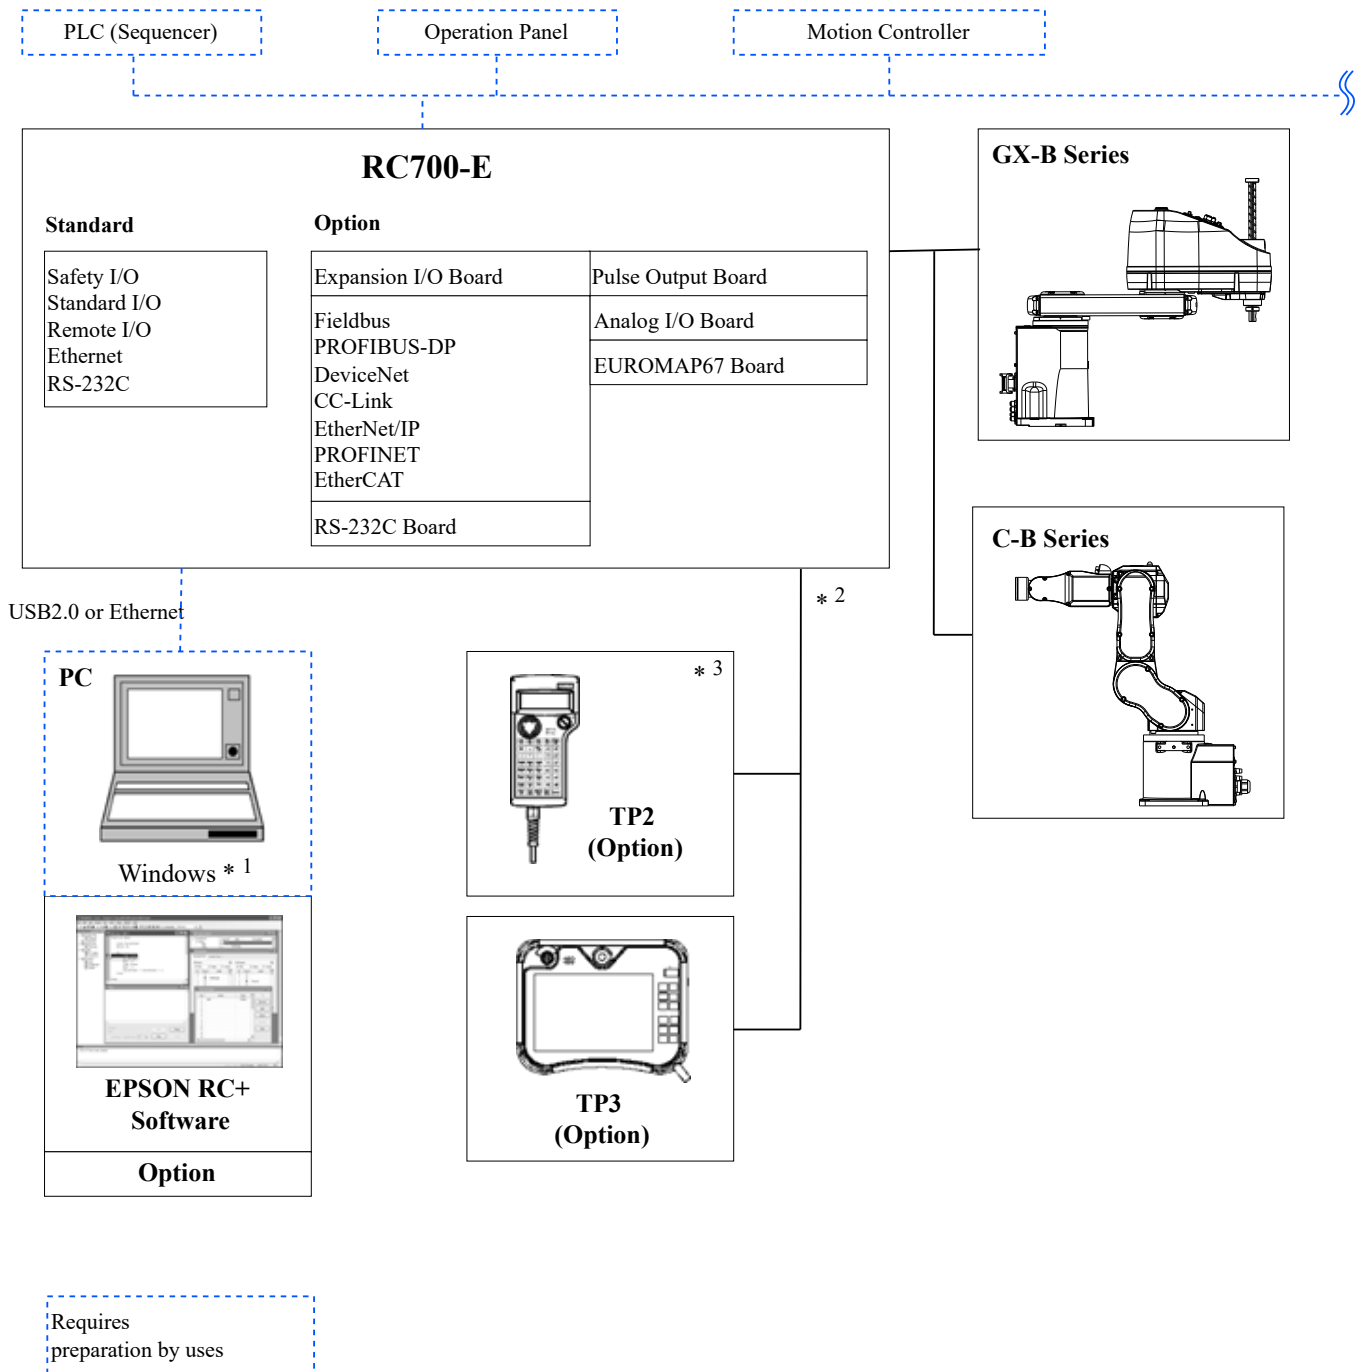 PLC (Sequencer)
Operation Panel
Motion Controller
RC700-E
Standard
Safety I/O
Standard I/O
Remote I/O
Ethernet
RS-232C
Option
Expansion I/O Board
Fieldbus
PROFIBUS-DP
DeviceNet
CC-Link
EtherNet/IP
PROFINET
EtherCAT
RS-232C Board
Pulse Output Board
Analog I/O Board
EUROMAP67 Board
GX-B Series
C-B Series
USB2.0 or Ethernet
* 2
PC
Windows * 1
EPSON RC+
Software
Option
* 3
TP2
(Option)
TP3
(Option)
Requires
preparation by uses